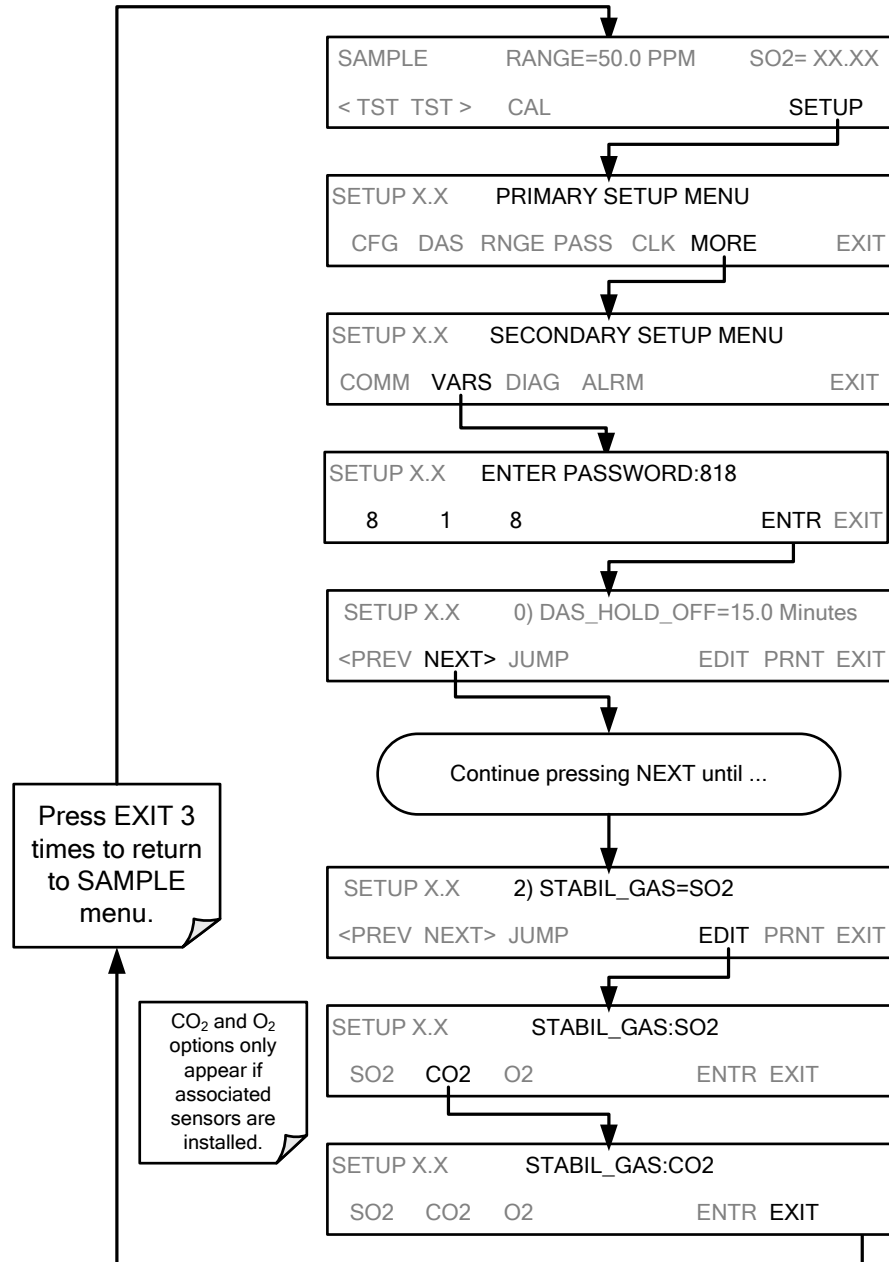 SAMPLE RANGE=50.0 PPM SO2= XX.XX
< TST TST > CAL SETUP
SETUP X.X PRIMARY SETUP MENU
CFG DAS RNGE PASS CLK MORE EXIT
SETUP X.X SECONDARY SETUP MENU
COMM VARS DIAG ALRM EXIT
SETUP X.X ENTER PASSWORD:818
8 1 8 ENTR EXIT
SETUP X.X 0) DAS_HOLD_OFF=15.0 Minutes
<PREV NEXT> JUMP EDIT PRNT EXIT
Continue pressing NEXT until ...
Press EXIT 3
times to return
to SAMPLE
menu.
SETUP X.X 2) STABIL_GAS=SO2
<PREV NEXT> JUMP EDIT PRNT EXIT
CO₂ and O₂
options only
appear if
associated
sensors are
installed.
SETUP X.X STABIL_GAS:SO2
SO2 CO2 O2 ENTR EXIT
SETUP X.X STABIL_GAS:CO2
SO2 CO2 O2 ENTR EXIT